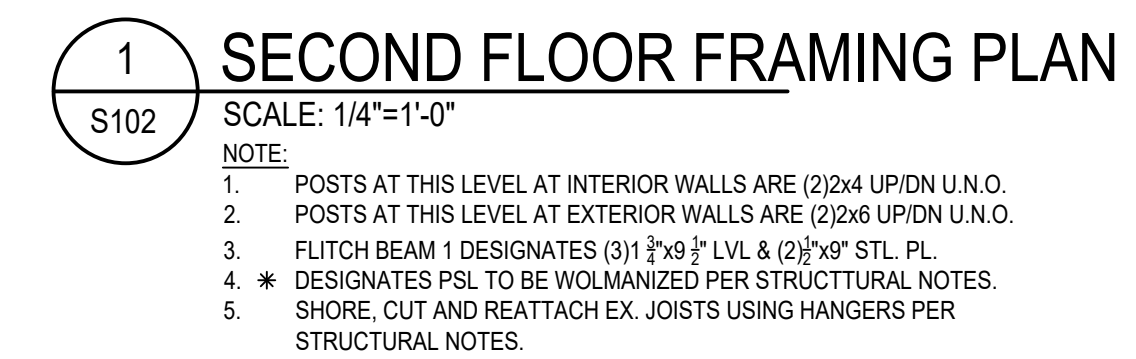 1
S102
SECOND FLOOR FRAMING PLAN
SCALE: 1/4"=1'-0"
NOTE:
1. POSTS AT THIS LEVEL AT INTERIOR WALLS ARE (2)2x4 UP/DN U.N.O.
2. POSTS AT THIS LEVEL AT EXTERIOR WALLS ARE (2)2x6 UP/DN U.N.O.
3. FLITCH BEAM 1 DESIGNATES (3)1 3/4"x9 1/2" LVL & (2)1/2"x9" STL. PL.
4. ✳ DESIGNATES PSL TO BE WOLMANIZED PER STRUCTTURAL NOTES.
5. SHORE, CUT AND REATTACH EX. JOISTS USING HANGERS PER
STRUCTURAL NOTES.